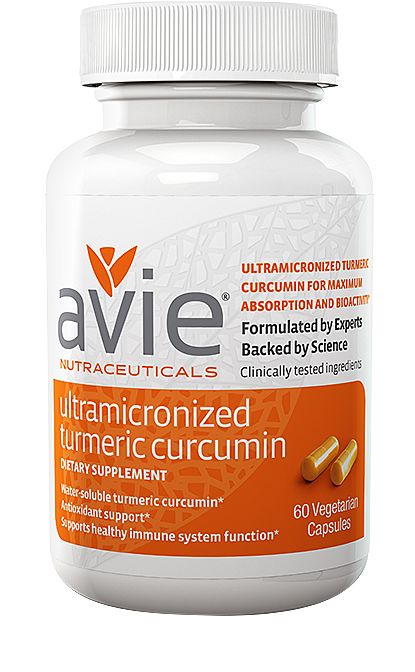 avie®
NUTRACEUTICALS
ULTRAMICRONIZED TURMERIC
CURCUMIN FOR MAXIMUM
ABSORPTION AND BIOACTIVITY*
Formulated by Experts
Backed by Science
Clinically tested ingredients
ultramicronized
turmeric curcumin
DIETARY SUPPLEMENT
Water-soluble turmeric curcumin*
Antioxidant support*
Supports healthy immune system function*
60 Vegetarian
Capsules